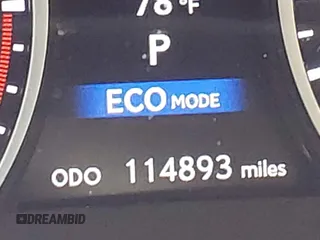 78°F
P
ECO MODE
ODO 114893 miles
DREAMBID